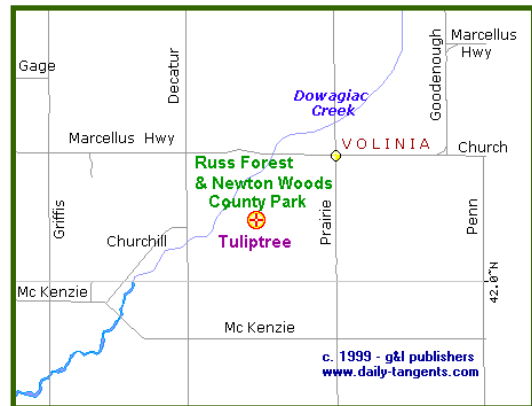 Marcellus
Hwy
Gage
Decatur
Goodenough
Dowagiac
Creek
Marcellus Hwy
VOLINIA
Church
Russ Forest
& Newton Woods
County Park
Griffis
Prairie
Penn
Churchill
Tuliptree
42.0°N
Mc Kenzie
Mc Kenzie
c. 1999 - g&l publishers
www.daily-tangents.com